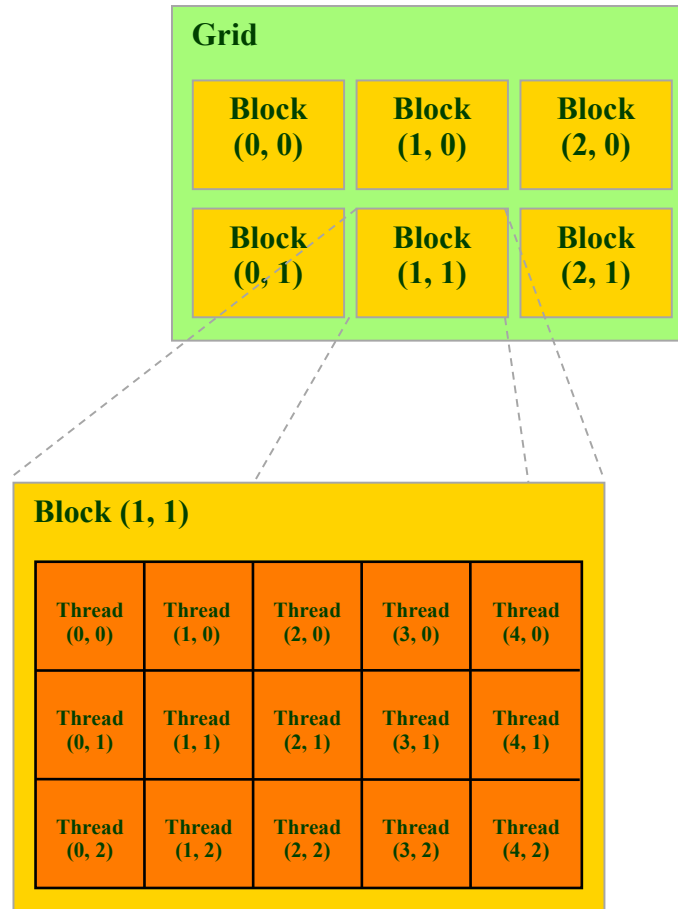 Grid
Block
(0, 0)
Block
(1, 0)
Block
(2, 0)
Block
(0, 1)
Block
(1, 1)
Block
(2, 1)
Block (1, 1)
Thread
(0, 0)
Thread
(1, 0)
Thread
(2, 0)
Thread
(3, 0)
Thread
(4, 0)
Thread
(0, 1)
Thread
(1, 1)
Thread
(2, 1)
Thread
(3, 1)
Thread
(4, 1)
Thread
(0, 2)
Thread
(1, 2)
Thread
(2, 2)
Thread
(3, 2)
Thread
(4, 2)